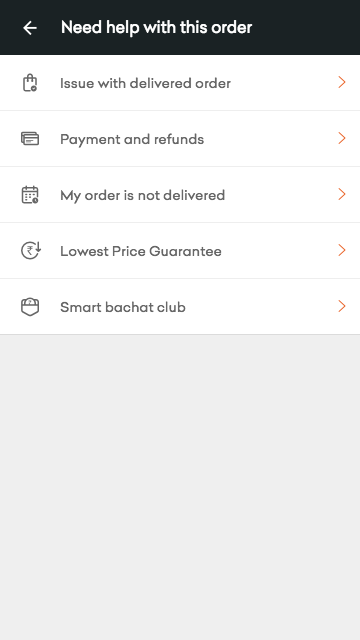 Need help with this order
Issue with delivered order
Payment and refunds
My order is not delivered
Lowest Price Guarantee
Smart bachat club